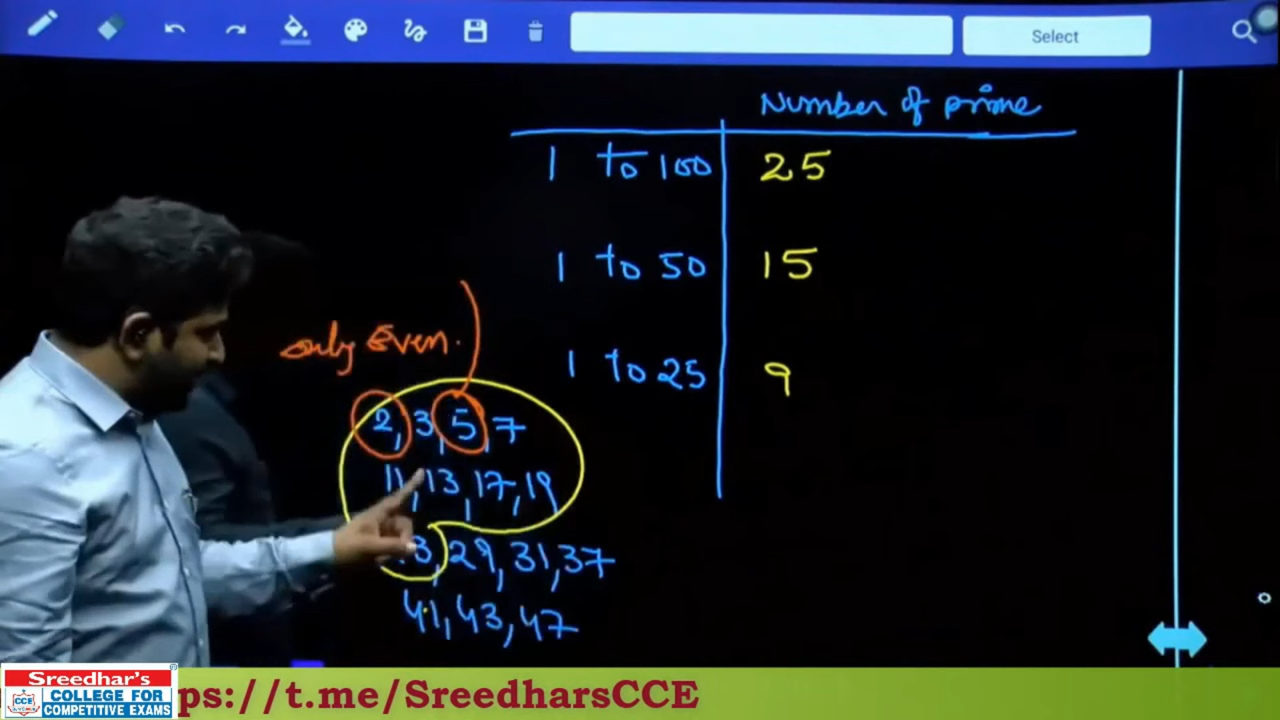 Select
Number of prime
1 to 100 25
1 to 50 15
1 to 25 9
only even.
2, 3, 5, 7
11, 13, 17, 19
3, 29, 31, 37
41, 43, 47
Sreedhar's
CCE
COLLEGE FOR
COMPETITIVE EXAMS
ps://t.me/SreedharsCCE